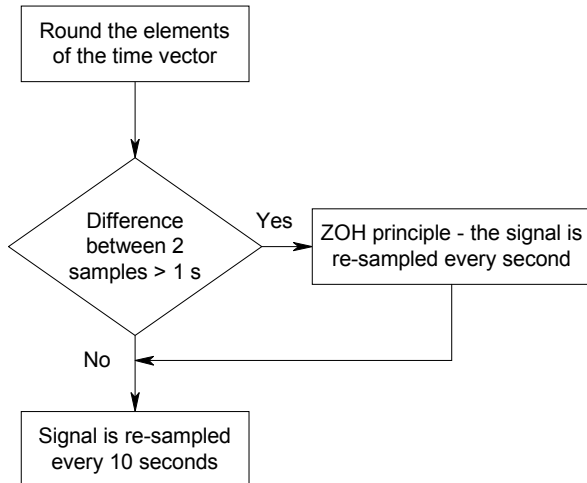 Round the elements
of the time vector
Difference
between 2
samples > 1 s
Yes
ZOH principle - the signal is
re-sampled every second
No
Signal is re-sampled
every 10 seconds